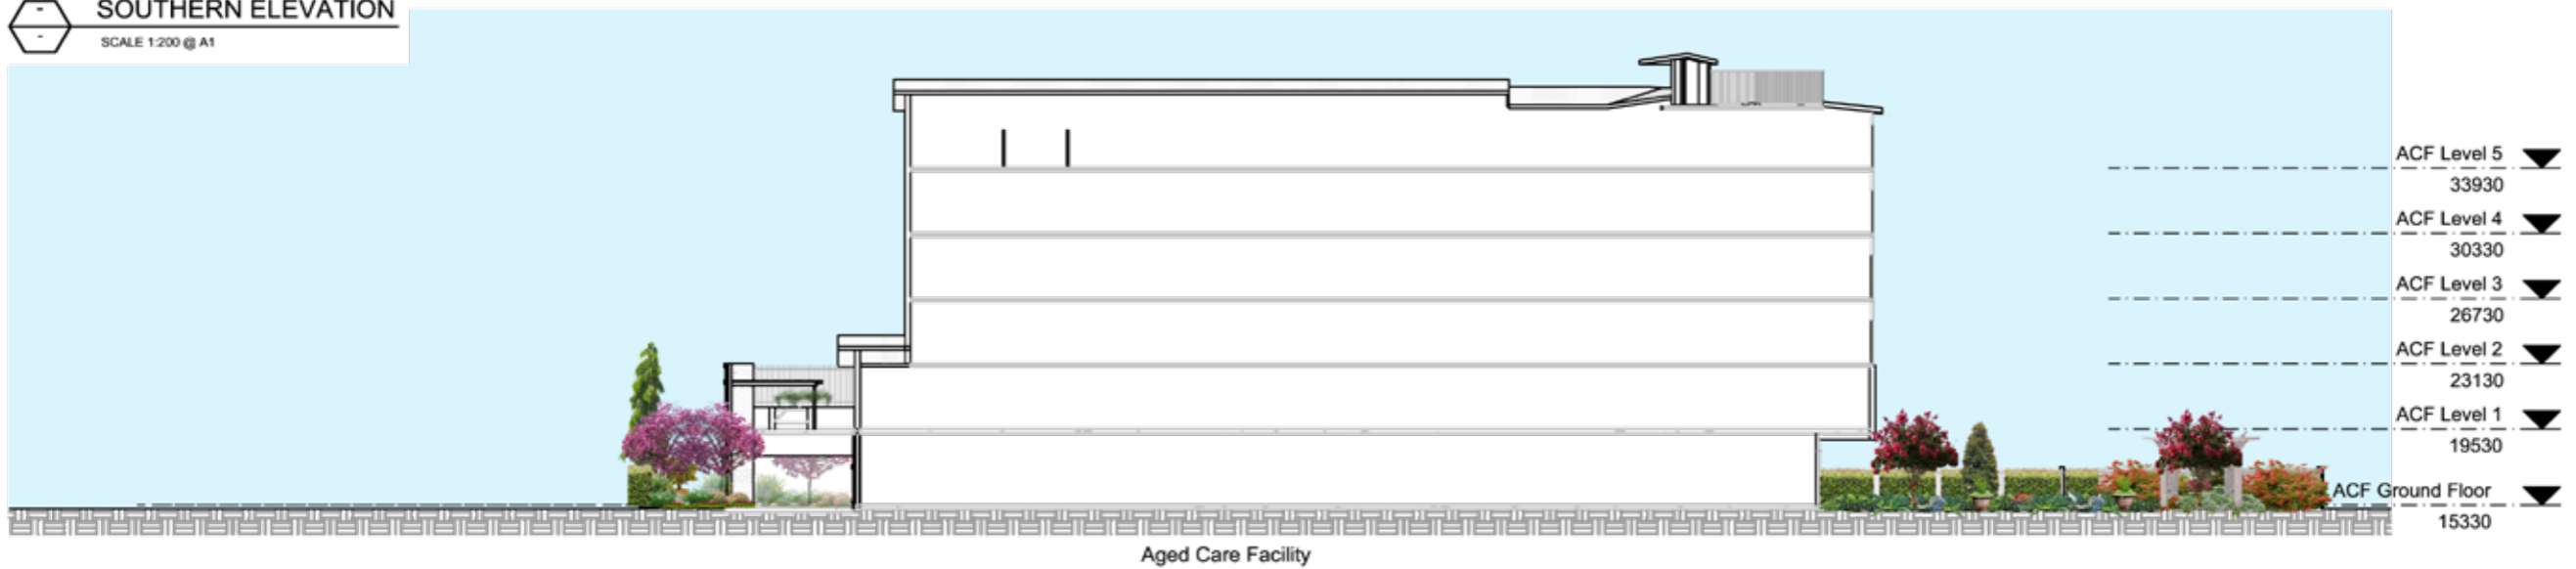 SOUTHERN ELEVATION
SCALE 1:200 @ A1
ACF Level 5
33930
ACF Level 4
30330
ACF Level 3
26730
ACF Level 2
23130
ACF Level 1
19530
ACF Ground Floor
15330
Aged Care Facility